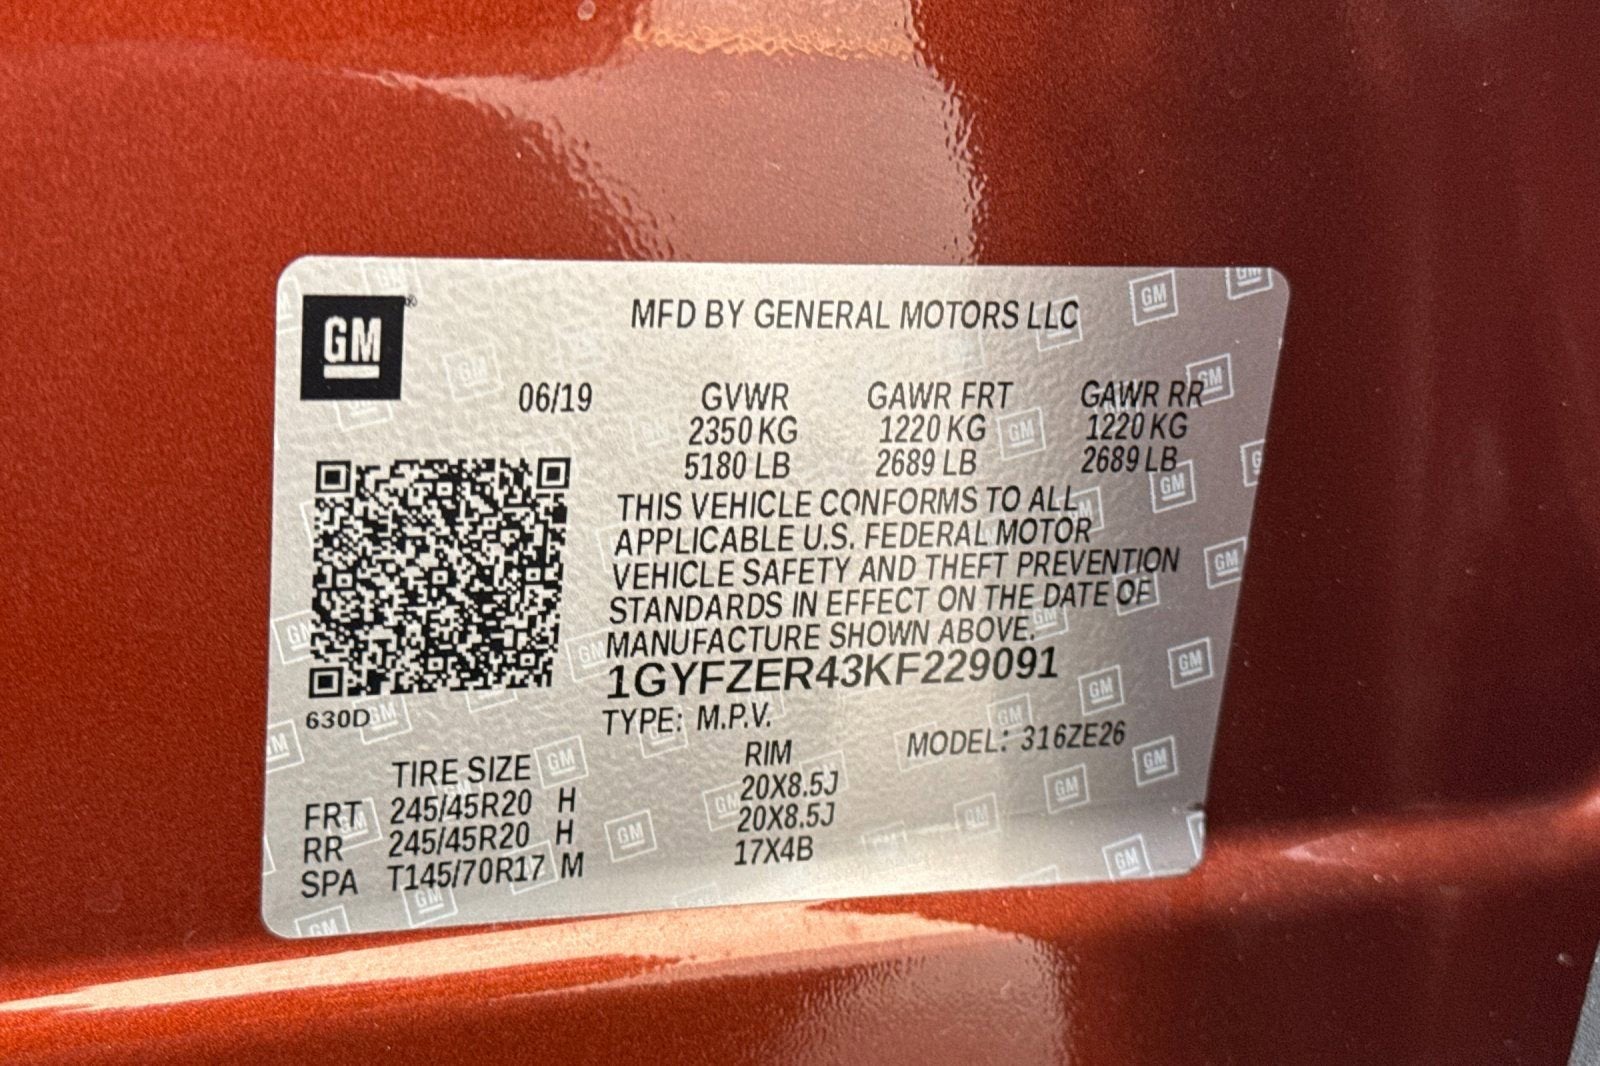 GM
MFD BY GENERAL MOTORS LLC
06/19 GVWR GAWR FRT GAWR RR
2350 KG 1220 KG 1220 KG
5180 LB 2689 LB 2689 LB
THIS VEHICLE CONFORMS TO ALL
APPLICABLE U.S. FEDERAL MOTOR
VEHICLE SAFETY AND THEFT PREVENTION
STANDARDS IN EFFECT ON THE DATE OF
MANUFACTURE SHOWN ABOVE.
1GYFZER43KF229091
630D
TYPE: M.P.V. MODEL: 316ZE26
TIRE SIZE RIM
FRT 245/45R20 H 20X8.5J
RR 245/45R20 H 20X8.5J
SPA T145/70R17 M 17X4B